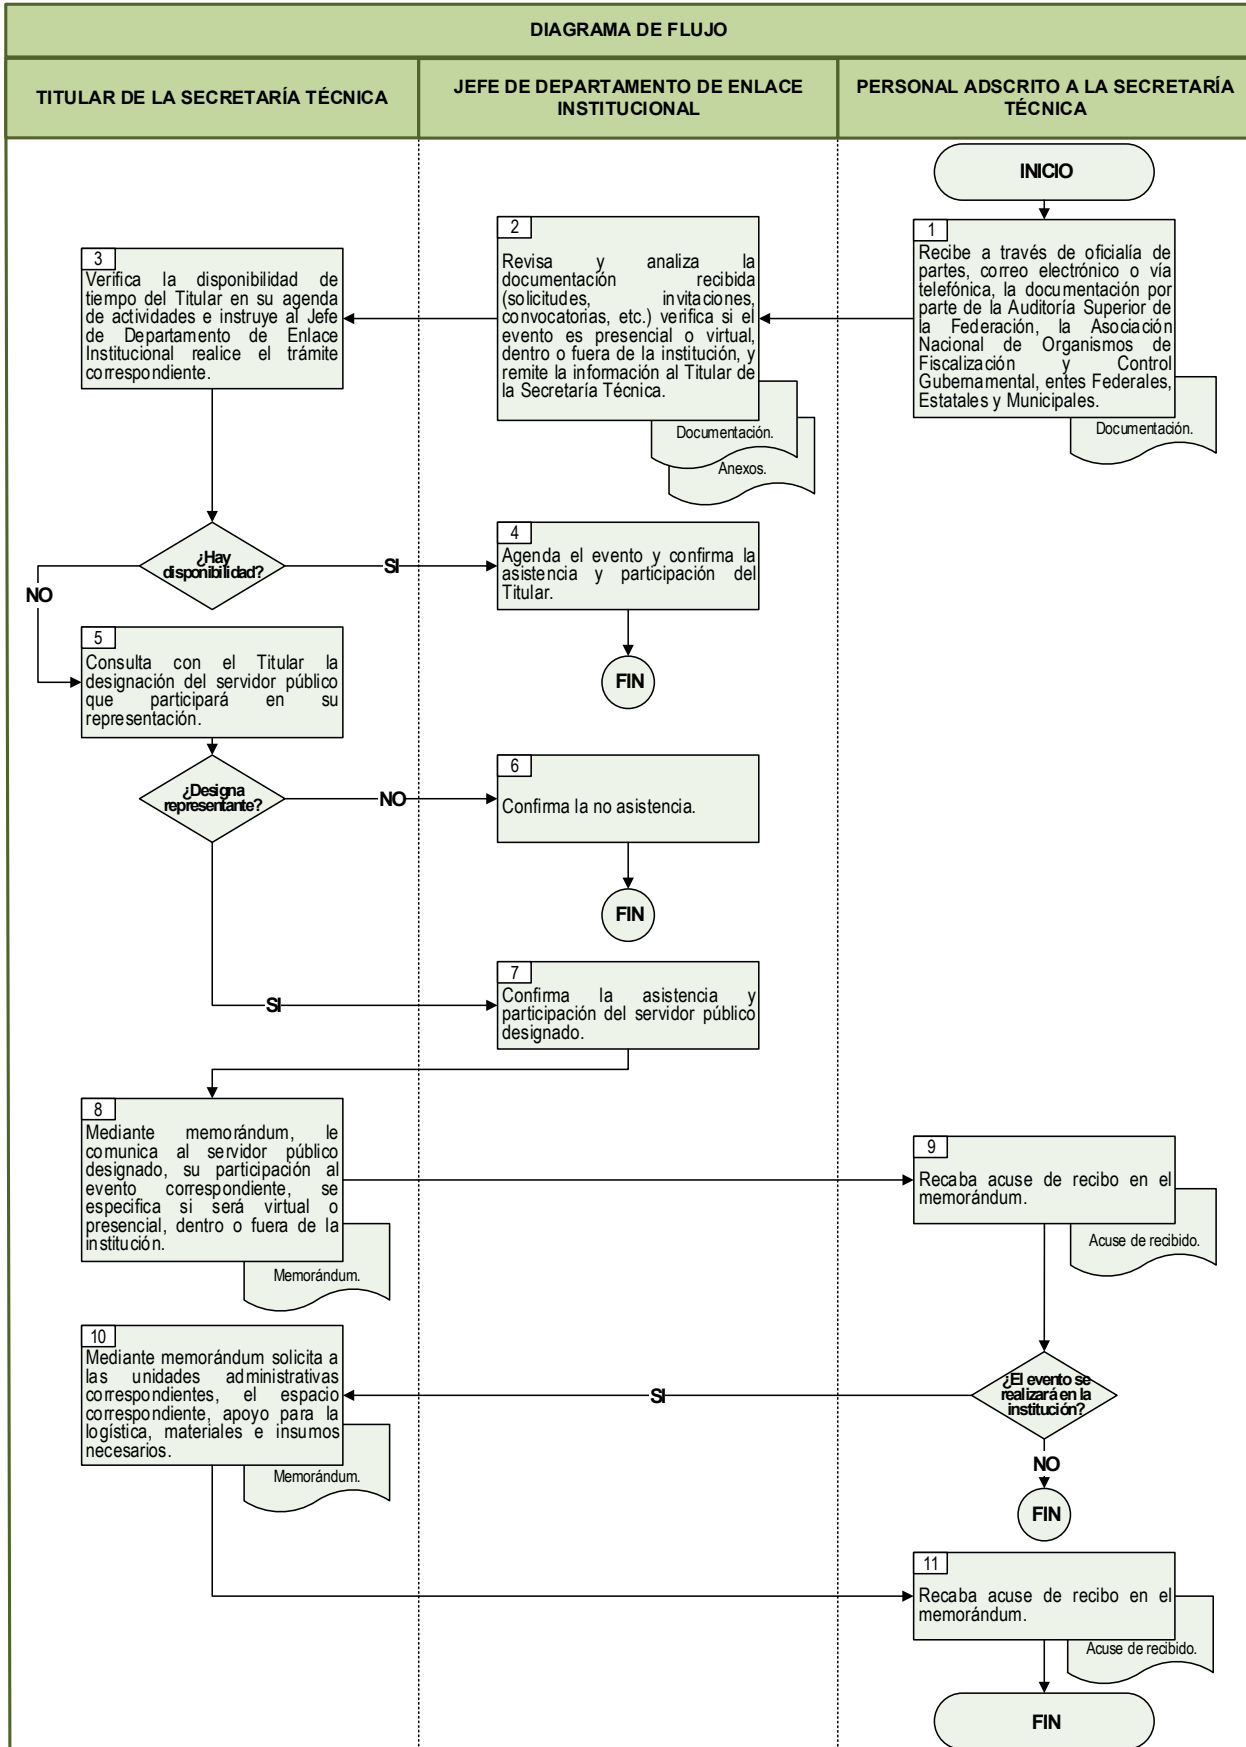 DIAGRAMA DE FLUJO
TITULAR DE LA SECRETARÍA TÉCNICA
JEFE DE DEPARTAMENTO DE ENLACE
INSTITUCIONAL
PERSONAL ADSCRITO A LA SECRETARÍA
TÉCNICA
INICIO
1
Recibe a través de oficialía de
partes, correo electrónico o vía
telefónica, la documentación por
parte de la Auditoría Superior de
la Federación, la Asociación
Nacional de Organismos de
Fiscalización y Control
Gubernamental, entes Federales,
Estatales y Municipales.
Documentación.
2
Revisa y analiza la
documentación recibida
(solicitudes, invitaciones,
convocatorias, etc.) verifica si el
evento es presencial o virtual,
dentro o fuera de la institución, y
remite la información al Titular de
la Secretaría Técnica.
Documentación.
Anexos.
3
Verifica la disponibilidad de
tiempo del Titular en su agenda
de actividades e instruye al Jefe
de Departamento de Enlace
Institucional realice el trámite
correspondiente.
¿Hay
disponibilidad?
SI
NO
4
Agenda el evento y confirma la
asistencia y participación del
Titular.
FIN
5
Consulta con el Titular la
designación del servidor público
que participará en su
representación.
¿Designa
representante?
NO
6
Confirma la no asistencia.
FIN
SI
7
Confirma la asistencia y
participación del servidor público
designado.
8
Mediante memorándum, le
comunica al servidor público
designado, su participación al
evento correspondiente, se
especifica si será virtual o
presencial, dentro o fuera de la
institución.
Memorándum.
9
Recaba acuse de recibo en el
memorándum.
Acuse de recibido.
¿El evento se
realizará en la
institución?
SI
NO
FIN
10
Mediante memorándum solicita a
las unidades administrativas
correspondientes, el espacio
correspondiente, apoyo para la
logística, materiales e insumos
necesarios.
Memorándum.
11
Recaba acuse de recibo en el
memorándum.
Acuse de recibido.
FIN